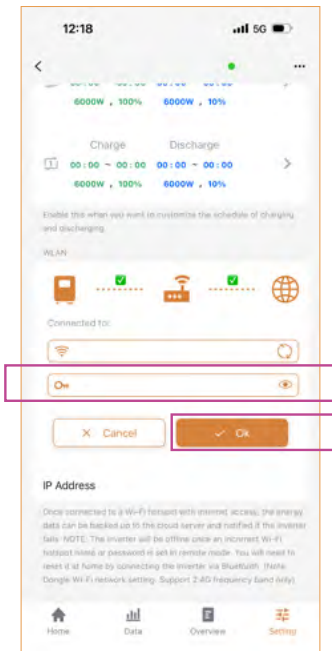 12:18 5G
6000W , 100% 6000W , 10%
Charge Discharge
1 00:00 ~ 00:00 00:00 ~ 00:00
6000W , 100% 6000W , 10%
Enable this when you want to customize the schedule of charging
and discharging.
WLAN
Connected to:
Cancel Ok
IP Address
Once connected to a Wi-Fi hotspot with internet access, the energy
data can be backed up to the cloud server and notified if the inverter
fails. NOTE: The inverter will be offline once an incorrect Wi-Fi
hotspot name or password is set in remote mode. You will need to
reset it at home by connecting the inverter via Bluetooth. (Note:
Dongle Wi-Fi network setting. Support 2.4G frequency band only)
Home Data Overview Setting